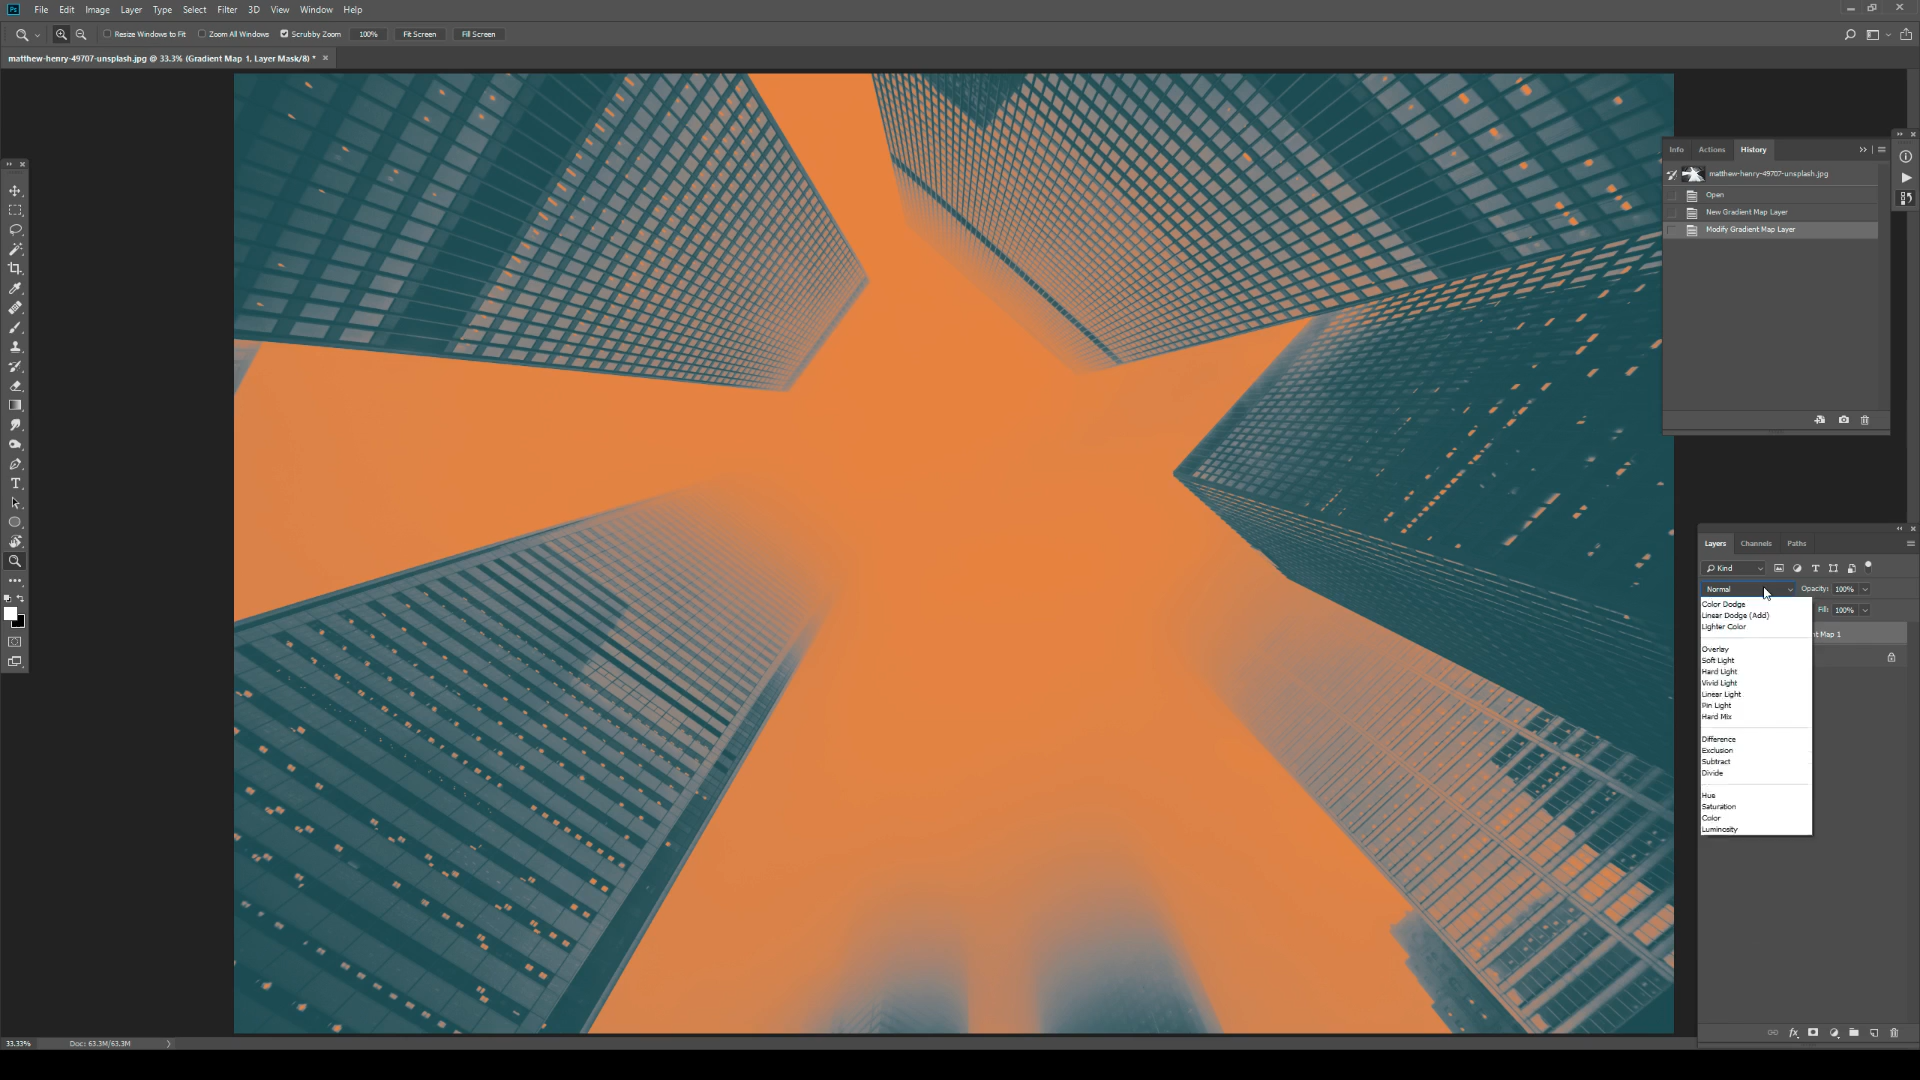 Ps File Edit Image Layer Type Select Filter 3D View Window Help
Resize Windows to Fit Zoom All Windows Scrubby Zoom 100% Fit Screen Fill Screen
matthew-henry-49707-unsplash.jpg @ 33.3% (Gradient Map 1, Layer Mask/8) *
Info Actions History
matthew-henry-49707-unsplash.jpg
Open
New Gradient Map Layer
Modify Gradient Map Layer
Layers Channels Paths
Kind
Normal Opacity: 100%
Fill: 100%
Color Dodge
Linear Dodge (Add)
Lighter Color
t Map 1
Overlay
Soft Light
Hard Light
Vivid Light
Linear Light
Pin Light
Hard Mix
Difference
Exclusion
Subtract
Divide
Hue
Saturation
Color
Luminosity
33.33% Doc: 63.3M/63.3M